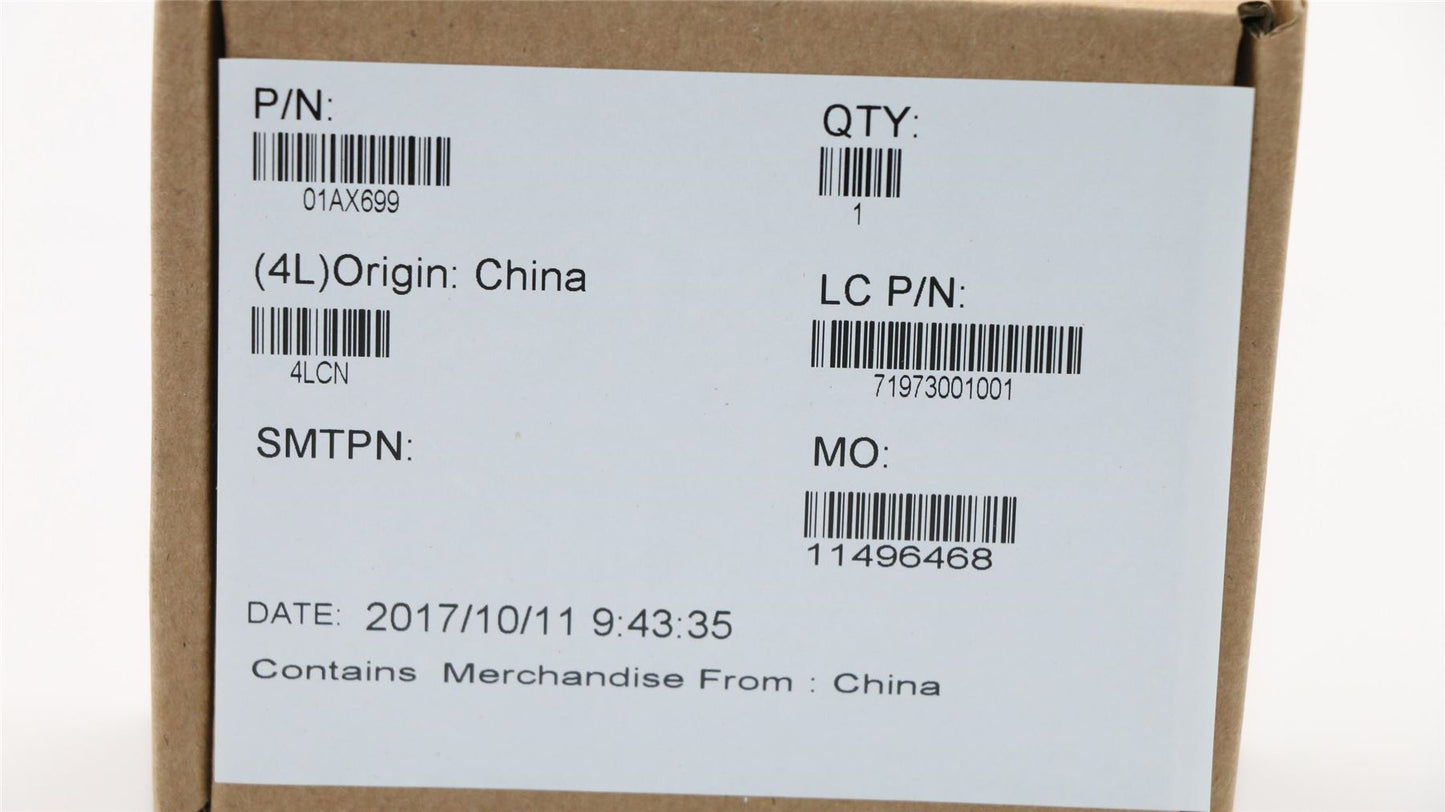 P/N:
01AX699
QTY:
1
(4L)Origin: China
4LCN
LC P/N:
71973001001
SMTPN:
MO:
11496468
DATE: 2017/10/11 9:43:35
Contains Merchandise From : China